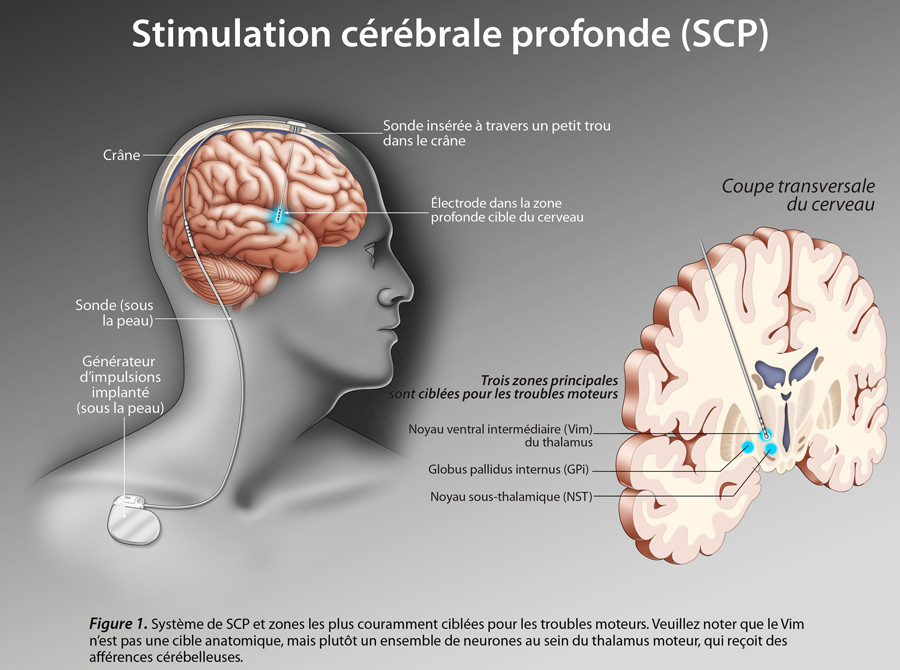 Stimulation cérébrale profonde (SCP)
Sonde insérée à travers un petit trou
dans le crâne
Crâne
Électrode dans la zone
profonde cible du cerveau
Coupe transversale
du cerveau
Sonde (sous
la peau)
Générateur
d'impulsions
implanté
(sous la peau)
Trois zones principales
sont ciblées pour les troubles moteurs
Noyau ventral intermédiaire (Vim)
du thalamus
Globus pallidus internus (GPi)
Noyau sous-thalamique (NST)
Figure 1. Système de SCP et zones les plus couramment ciblées pour les troubles moteurs. Veuillez noter que le Vim
n'est pas une cible anatomique, mais plutôt un ensemble de neurones au sein du thalamus moteur, qui reçoit des
afférences cérébelleuses.